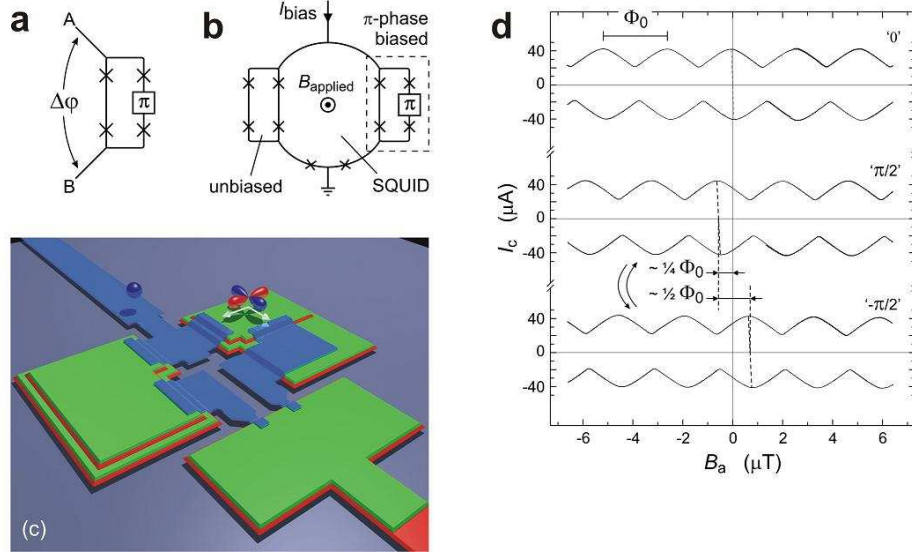 a
A
Δφ
π
B
b
I_bias
π-phase
biased
B_applied
π
unbiased
SQUID
(c)
d
Φ₀
'0'
40
0
-40
'π/2'
40
0
-40
~ ¼ Φ₀
~ ½ Φ₀
'-π/2'
40
0
-40
I_c (μA)
-6 -4 -2 0 2 4 6
B_a (μT)